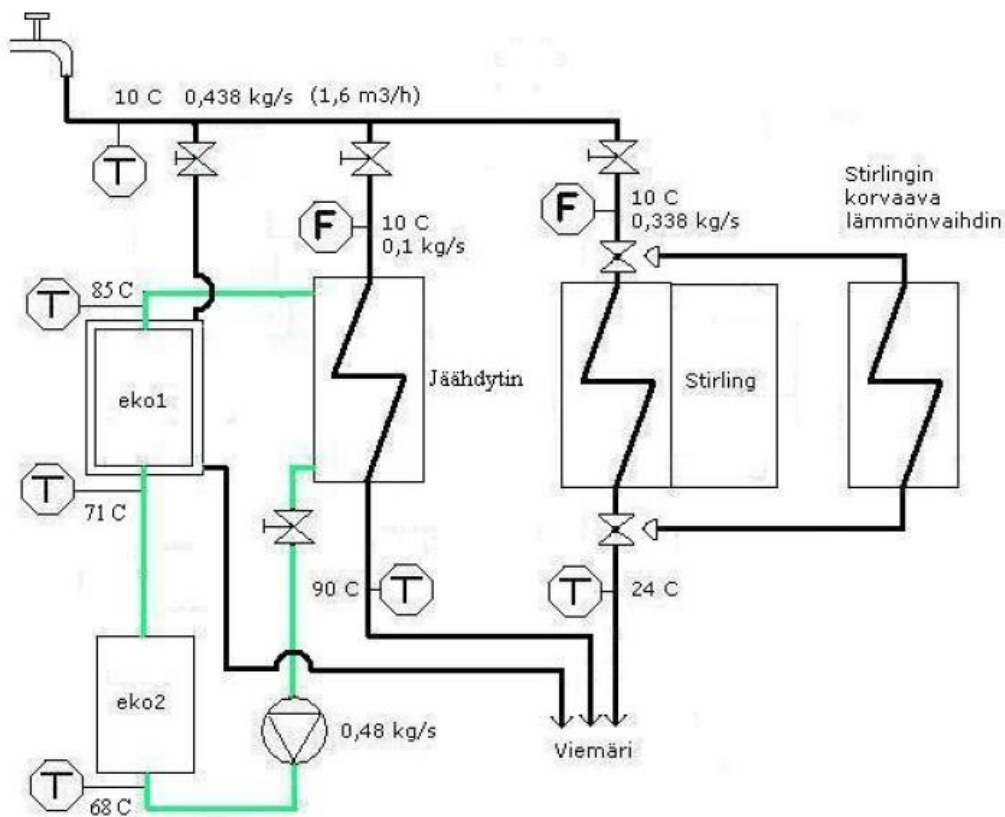 10 C 0,438 kg/s (1,6 m3/h)
T
F
10 C
0,1 kg/s
F
10 C
0,338 kg/s
Stirlingin
korvaava
lämmönvaihdin
T
85 C
eko1
Jäähdytin
Stirling
T
71 C
90 C
T
T
24 C
eko2
0,48 kg/s
Viemäri
T
68 C